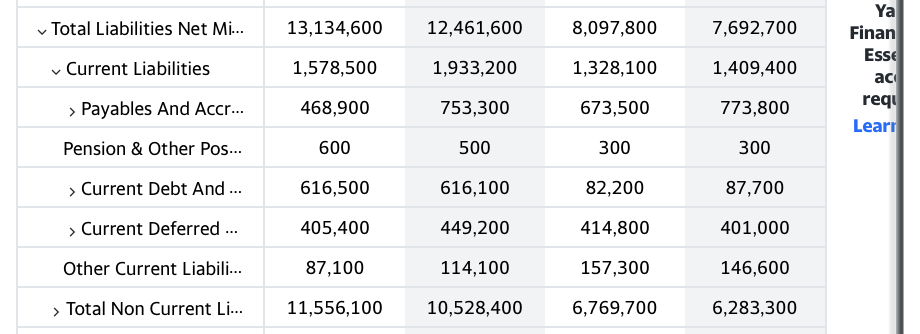 Total Liabilities Net Mi... 13,134,600 12,461,600 8,097,800 7,692,700
Current Liabilities 1,578,500 1,933,200 1,328,100 1,409,400
Payables And Accr... 468,900 753,300 673,500 773,800
Pension & Other Pos... 600 500 300 300
Current Debt And ... 616,500 616,100 82,200 87,700
Current Deferred ... 405,400 449,200 414,800 401,000
Other Current Liabili... 87,100 114,100 157,300 146,600
Total Non Current Li... 11,556,100 10,528,400 6,769,700 6,283,300
Ya
Finan
Esse
acc
requ
Learn